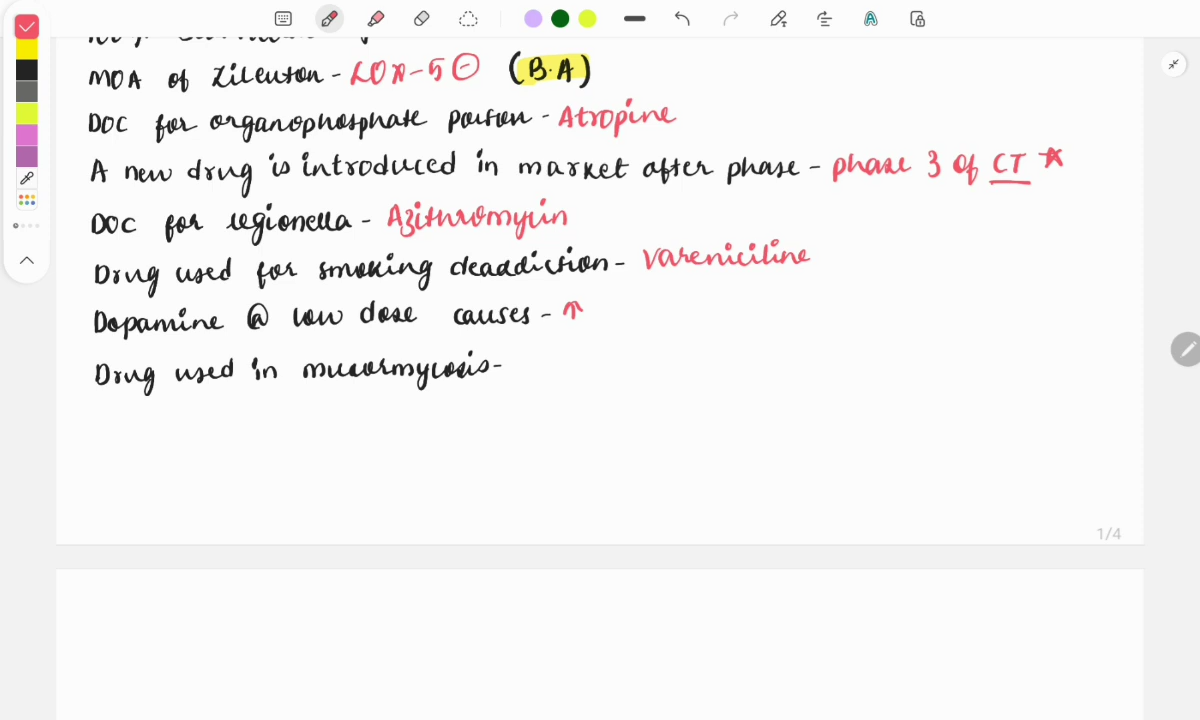 MOA of Zileuton - LOX-5 ⊖ (B.A)
DOC for organophosphate poison - Atropine
A new drug is introduced in market after phase - phase 3 of CT ★
DOC for legionella - Azithromycin
Drug used for smoking deaddiction - Vareniciline
Dopamine @ low dose causes - ↑
Drug used in mucormycosis -
1/4